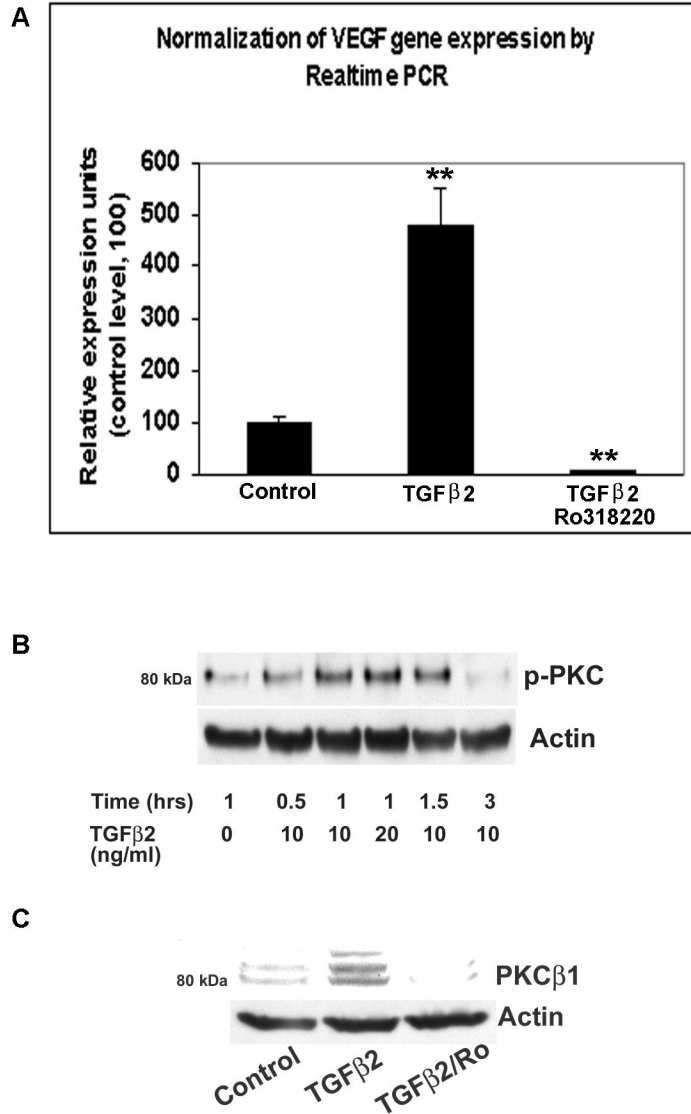 A
Normalization of VEGF gene expression by
Realtime PCR
Relative expression units
(control level, 100)
600
500
400
300
200
100
0
**
**
Control
TGFβ2
TGFβ2
Ro318220
B
80 kDa
p-PKC
Actin
Time (hrs) 1 0.5 1 1 1.5 3
TGFβ2 0 10 10 20 10 10
(ng/ml)
C
80 kDa
PKCβ1
Actin
Control
TGFβ2
TGFβ2/Ro